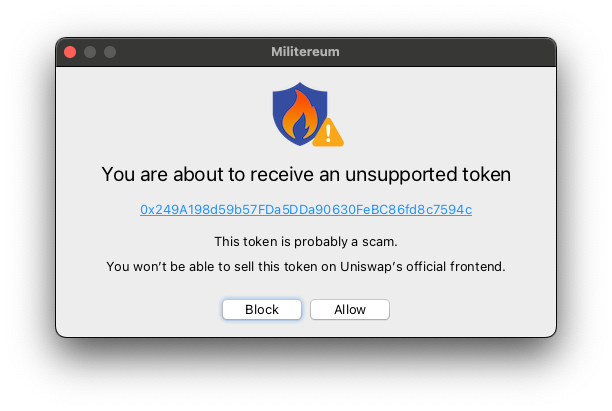 Militereum
You are about to receive an unsupported token
0x249A198d59b57FDa5DDa90630FeBC86fd8c7594c
This token is probably a scam.
You won’t be able to sell this token on Uniswap’s official frontend.
Block
Allow